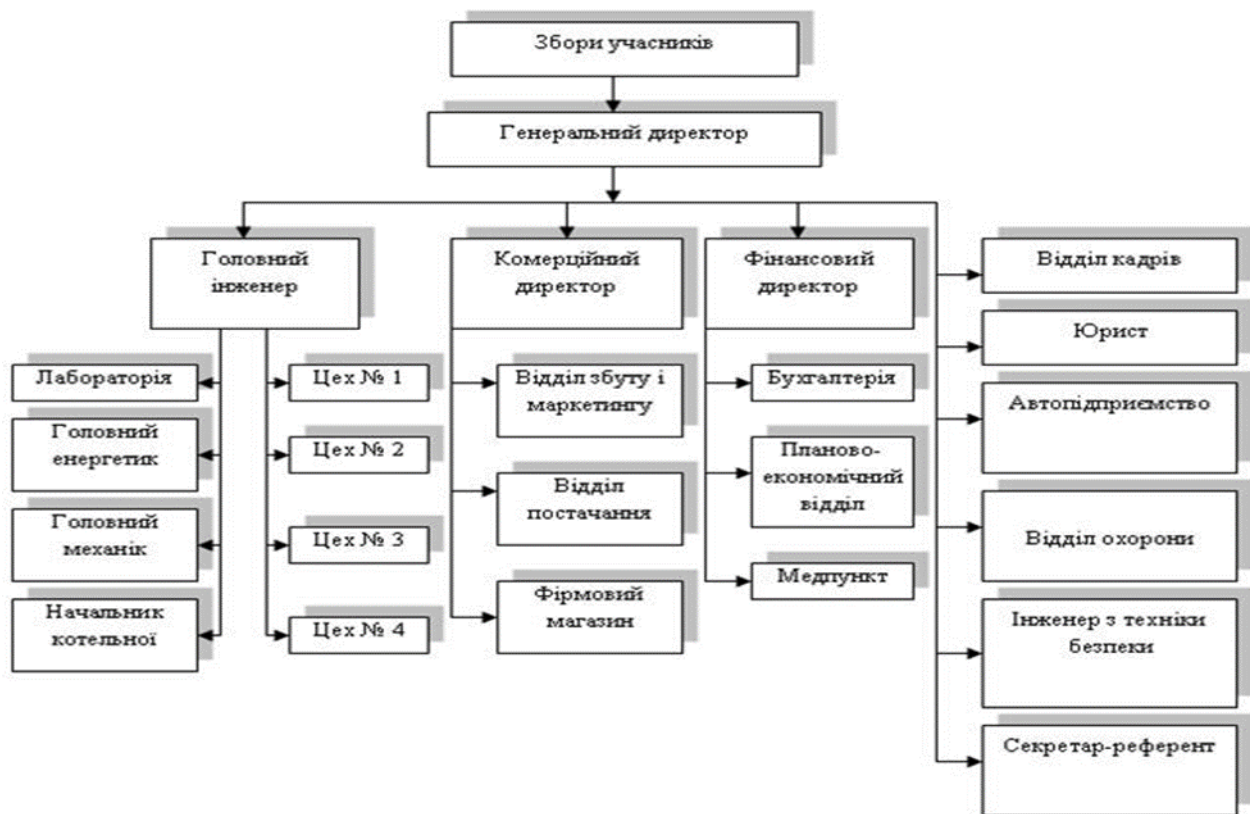 Збори учасників
Генеральний директор
Головний
інженер
Комерційний
директор
Фінансовий
директор
Відділ кадрів
Юрист
Автопідприємство
Відділ охорони
Інженер з техніки
безпеки
Секретар-референт
Лабораторія
Головний
енергетик
Головний
механік
Начальник
котельної
Цех № 1
Цех № 2
Цех № 3
Цех № 4
Відділ збуту і
маркетингу
Відділ
постачання
Фірмовий
магазин
Бухгалтерія
Планово-
економічний
відділ
Медпункт